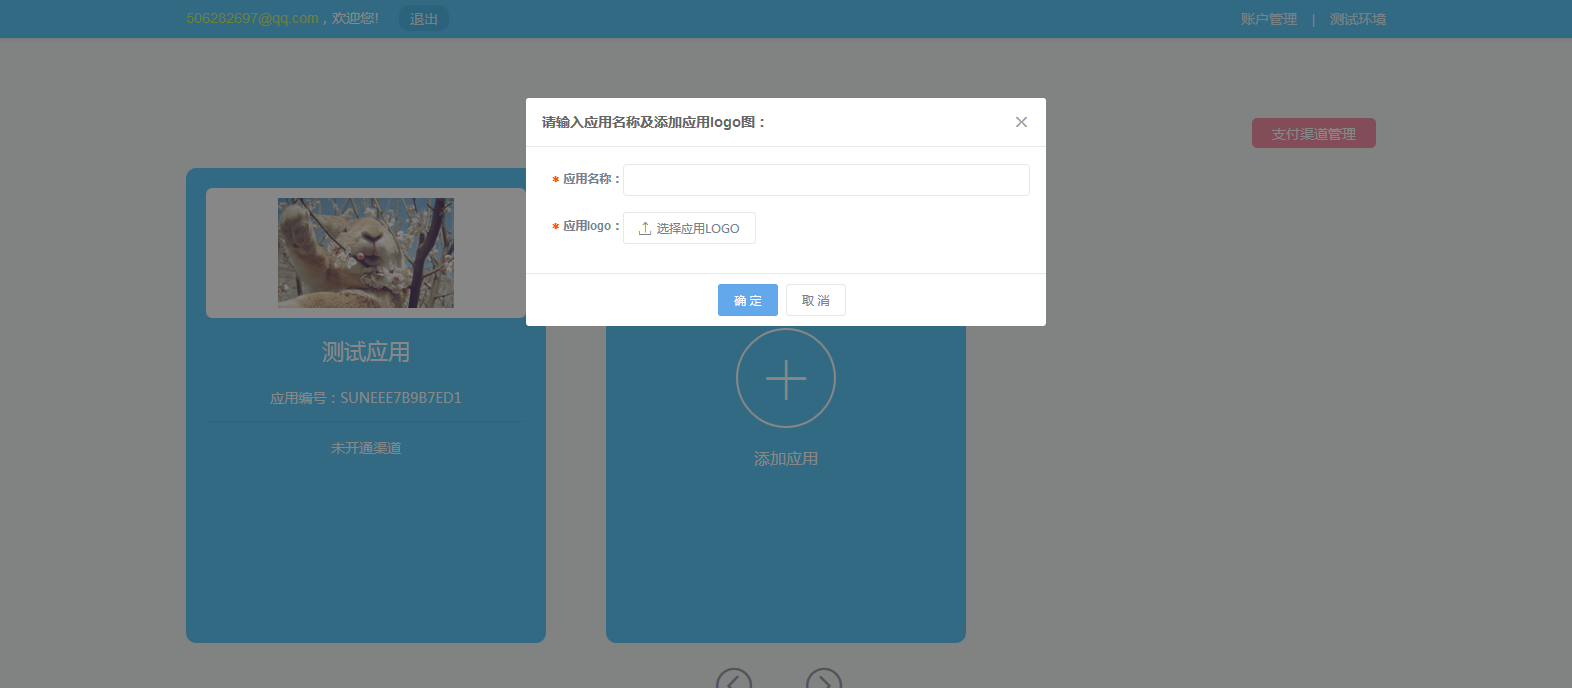 506282697@qq.com，欢迎您! 退出 账户管理 | 测试环境
请输入应用名称及添加应用logo图：
支付渠道管理
* 应用名称：
* 应用logo： 选择应用LOGO
确 定 取 消
测试应用
应用编号：SUNEEE7B9B7ED1
未开通渠道
添加应用